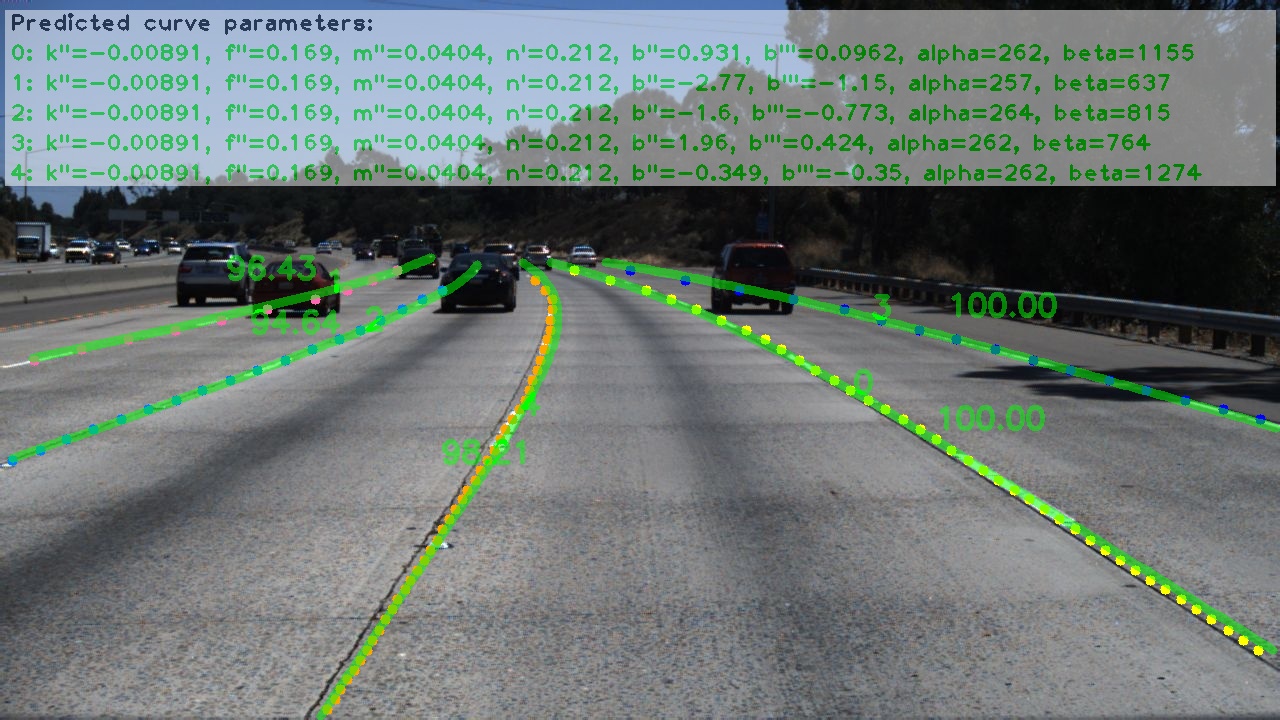 Predicted curve parameters:
0: k''=-0.00891, f''=0.169, m''=0.0404, n'=0.212, b''=0.931, b'''=0.0962, alpha=262, beta=1155
1: k''=-0.00891, f''=0.169, m''=0.0404, n'=0.212, b''=-2.77, b'''=-1.15, alpha=257, beta=637
2: k''=-0.00891, f''=0.169, m''=0.0404, n'=0.212, b''=-1.6, b'''=-0.773, alpha=264, beta=815
3: k''=-0.00891, f''=0.169, m''=0.0404, n'=0.212, b''=1.96, b'''=0.424, alpha=262, beta=764
4: k''=-0.00891, f''=0.169, m''=0.0404, n'=0.212, b''=-0.349, b'''=-0.35, alpha=262, beta=1274
96.43
1
94.64
2
3
100.00
0
100.00
4
98.21